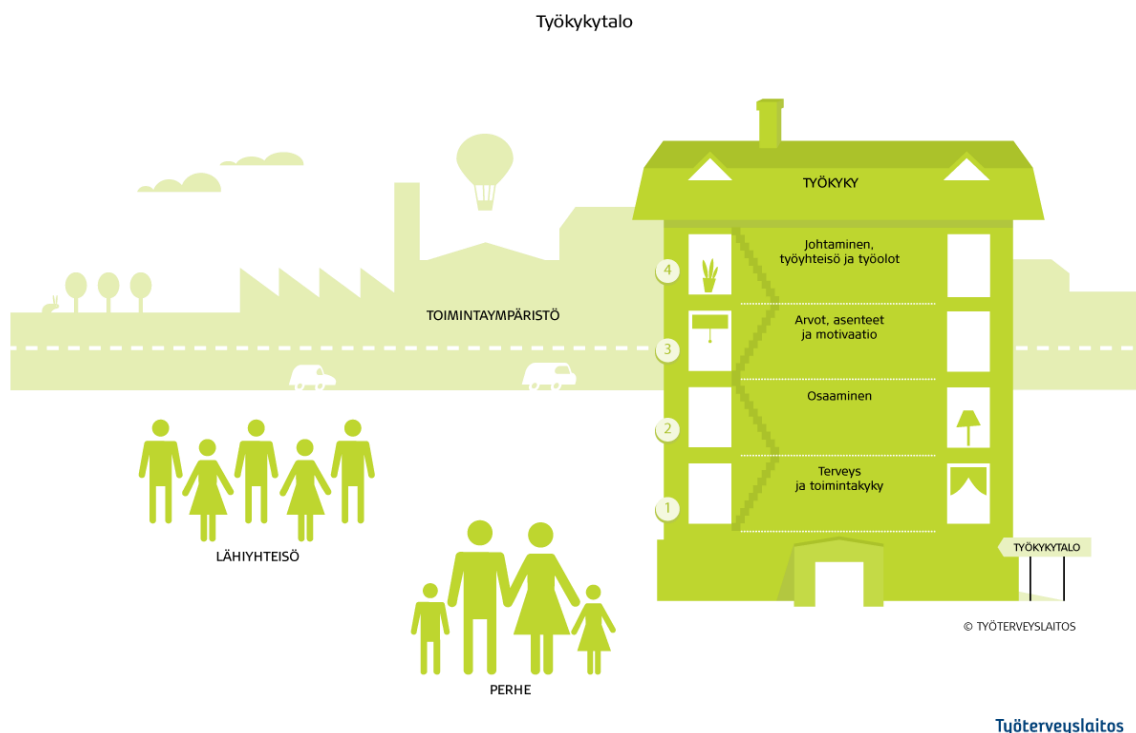 Työkykytalo
TYÖKYKY
4
Johtaminen,
työyhteisö ja työolot
TOIMINTAYMPÄRISTÖ
3
Arvot, asenteet
ja motivaatio
2
Osaaminen
1
Terveys
ja toimintakyky
LÄHIYHTEISÖ
TYÖKYKYTALO
© TYÖTERVEYSLAITOS
PERHE
Työterveyslaitos